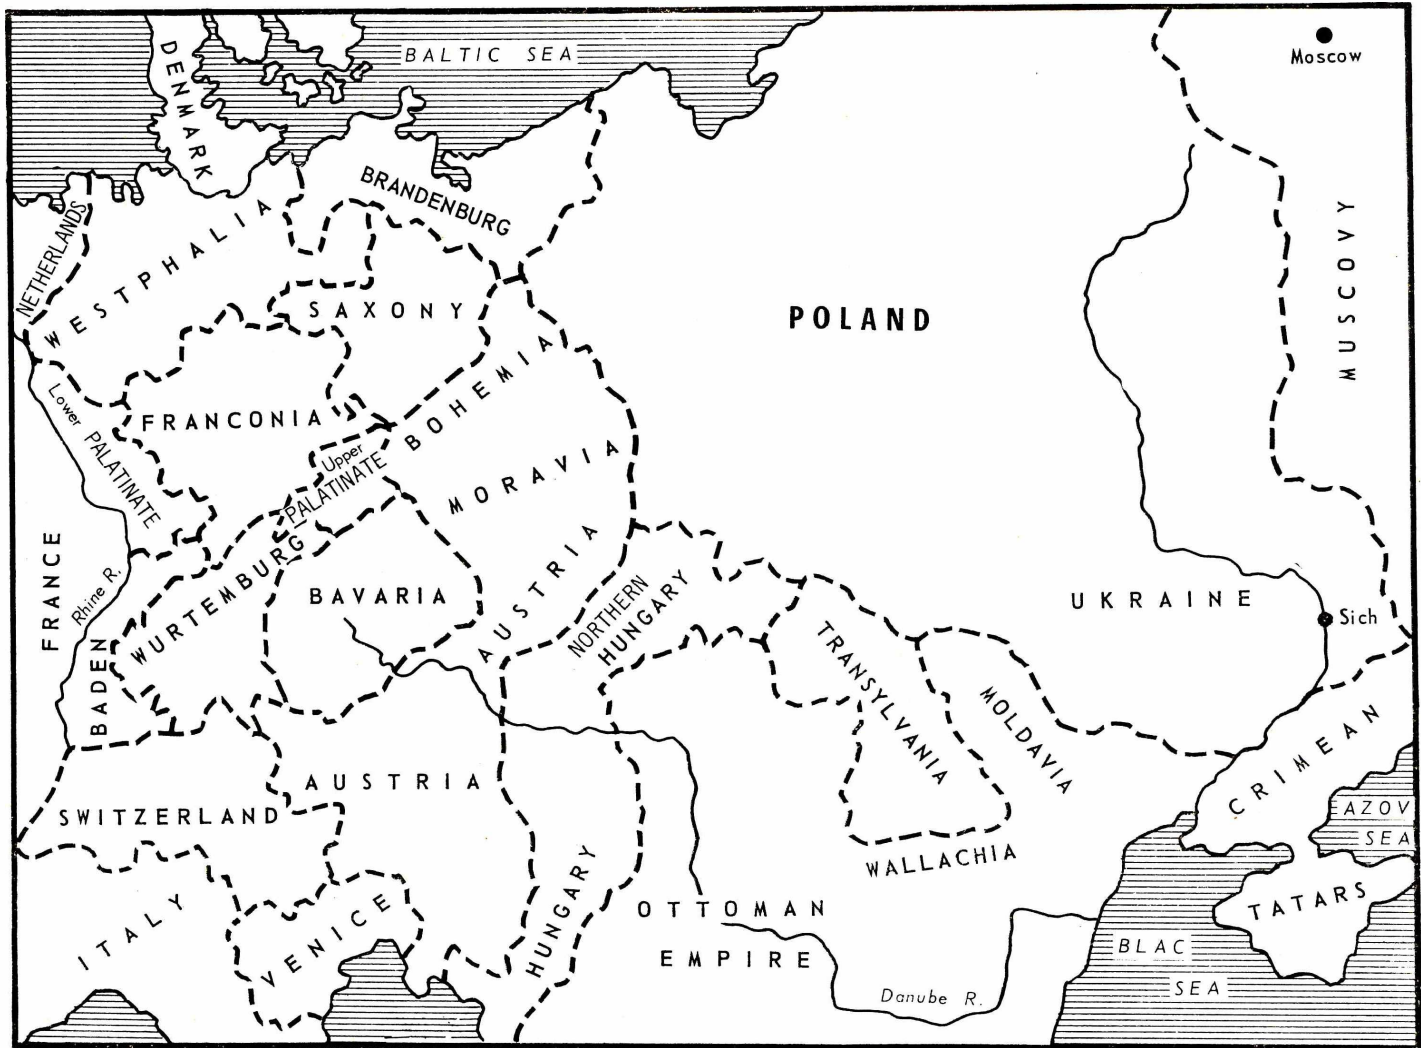 BALTIC SEA
Moscow
DENMARK
BRANDENBURG
NETHERLANDS
WESTPHALIA
MUSCOVY
SAXONY
POLAND
Lower
PALATINATE
FRANCONIA
BOHEMIA
Upper
PALATINATE
MORAVIA
FRANCE
Rhine R.
WURTEMBURG
BAVARIA
AUSTRIA
NORTHERN
HUNGARY
UKRAINE
Sich
BADEN
TRANSYLVANIA
MOLDAVIA
CRIMEAN
AUSTRIA
SWITZERLAND
AZOV
SEA
WALLACHIA
ITALY
VENICE
HUNGARY
OTTOMAN
EMPIRE
TATARS
BLAC
SEA
Danube R.